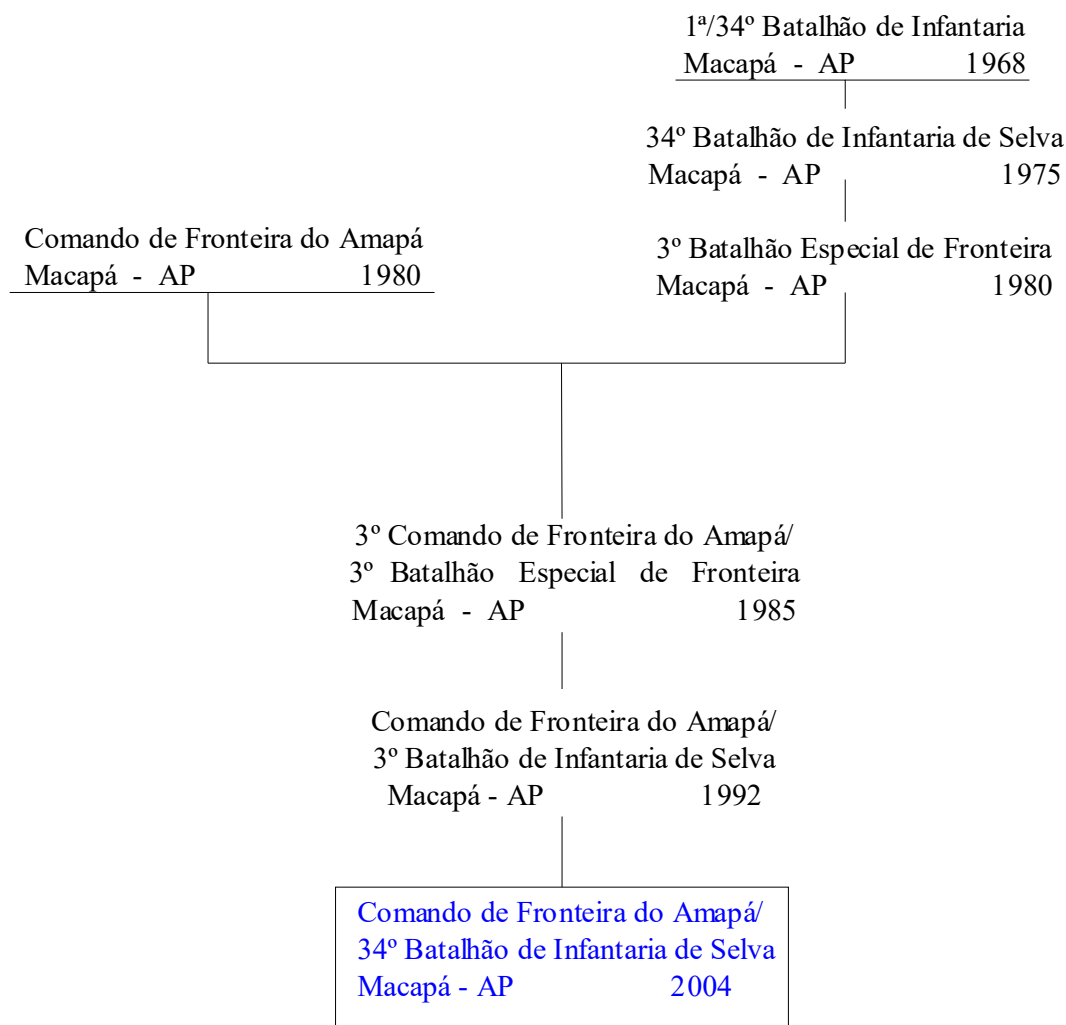 1ª/34º Batalhão de Infantaria
Macapá - AP 1968
34º Batalhão de Infantaria de Selva
Macapá - AP 1975
Comando de Fronteira do Amapá
Macapá - AP 1980
3º Batalhão Especial de Fronteira
Macapá - AP 1980
3º Comando de Fronteira do Amapá/
3º Batalhão Especial de Fronteira
Macapá - AP 1985
Comando de Fronteira do Amapá/
3º Batalhão de Infantaria de Selva
Macapá - AP 1992
Comando de Fronteira do Amapá/
34º Batalhão de Infantaria de Selva
Macapá - AP 2004